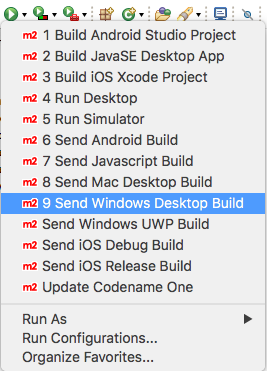 m2 1 Build Android Studio Project
m2 2 Build JavaSE Desktop App
m2 3 Build iOS Xcode Project
m2 4 Run Desktop
m2 5 Run Simulator
m2 6 Send Android Build
m2 7 Send Javascript Build
m2 8 Send Mac Desktop Build
m2 9 Send Windows Desktop Build
m2 Send Windows UWP Build
m2 Send iOS Debug Build
m2 Send iOS Release Build
m2 Update Codename One
Run As
Run Configurations...
Organize Favorites...